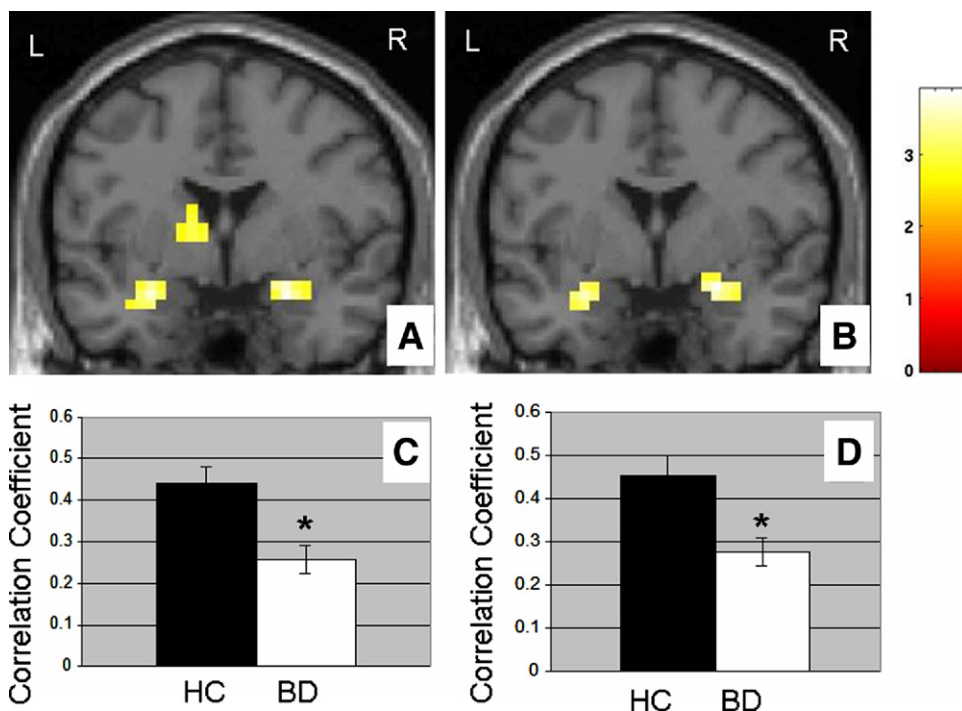 L R
A
L R
B
3
2
1
0
Correlation Coefficient
0.6
0.5
0.4
0.3
0.2
0.1
0
C
*
HC BD
Correlation Coefficient
0.6
0.5
0.4
0.3
0.2
0.1
0
D
*
HC BD